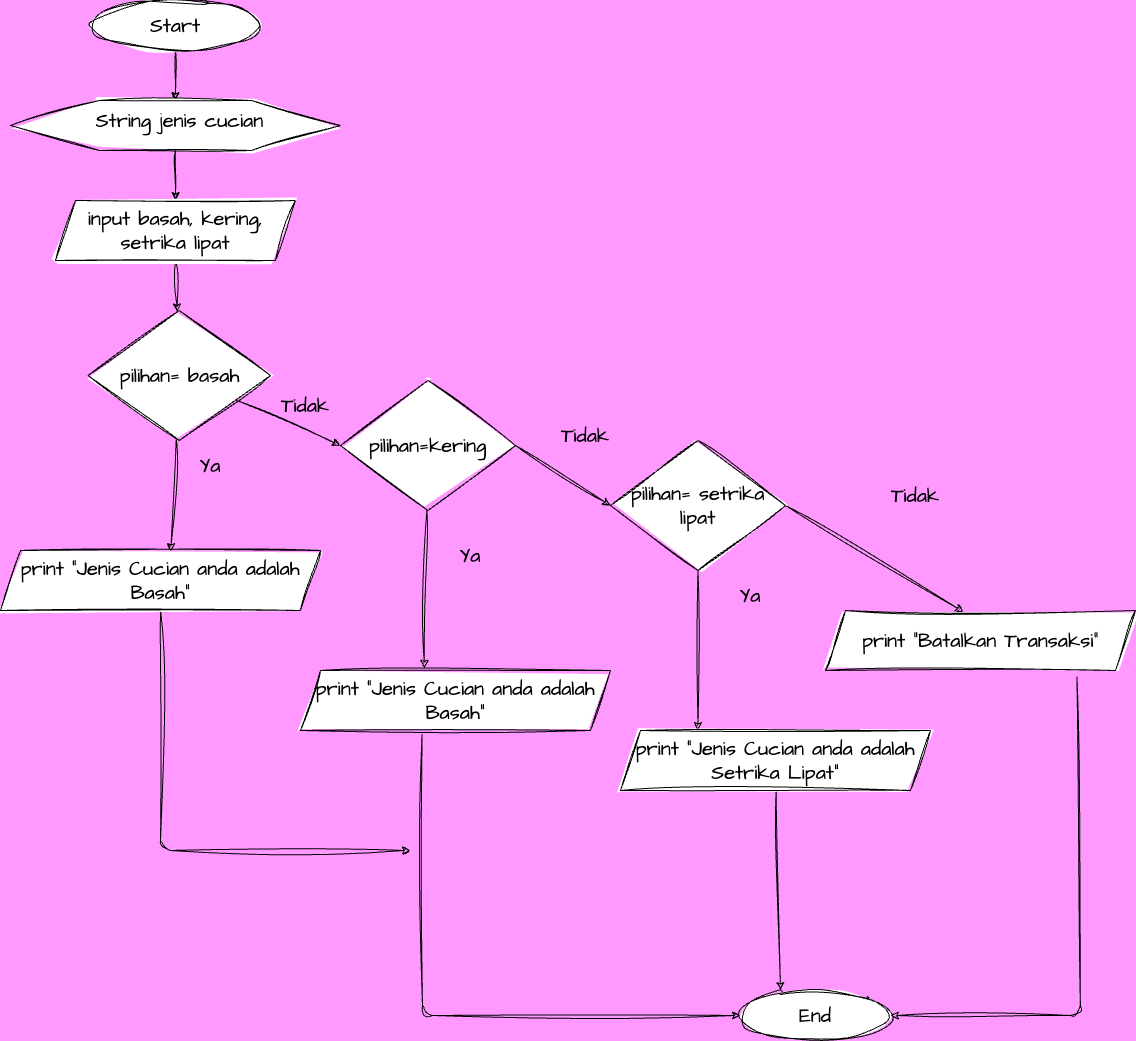 Start
String jenis cucian
input basah, kering,
setrika lipat
pilihan= basah
Tidak
pilihan=kering
Tidak
Ya
pilihan= setrika
lipat
Tidak
Ya
print "Jenis Cucian anda adalah
Basah"
Ya
print "Batalkan Transaksi"
print "Jenis Cucian anda adalah
Basah"
print "Jenis Cucian anda adalah
Setrika Lipat"
End